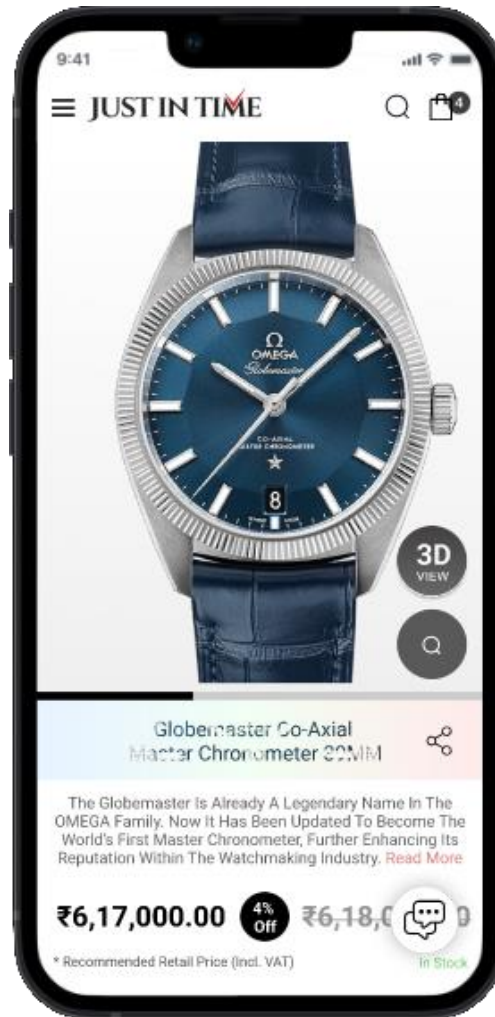 9:41
JUST IN TIME
4
Ω
OMEGA
Globemaster
CO-AXIAL
MASTER CHRONOMETER
8
3D
VIEW
Globemaster Co-Axial
Master Chronometer
The Globemaster Is Already A Legendary Name In The
OMEGA Family. Now It Has Been Updated To Become The
World's First Master Chronometer, Further Enhancing Its
Reputation Within The Watchmaking Industry. Read More
₹6,17,000.00
4%
Off
* Recommended Retail Price (Incl. VAT)
In Stock